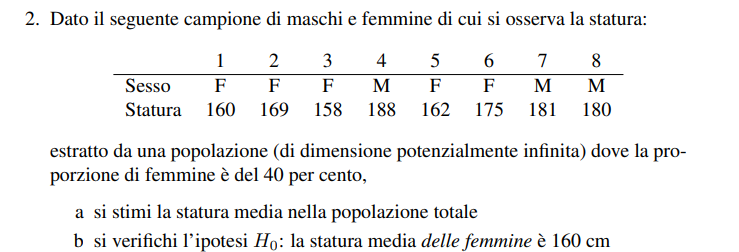 2. Dato il seguente campione di maschi e femmine di cui si osserva la statura:
1 2 3 4 5 6 7 8
Sesso F F F M F F M M
Statura 160 169 158 188 162 175 181 180
estratto da una popolazione (di dimensione potenzialmente infinita) dove la pro-
porzione di femmine è del 40 per cento,
a si stimi la statura media nella popolazione totale
b si verifichi l'ipotesi H₀: la statura media delle femmine è 160 cm